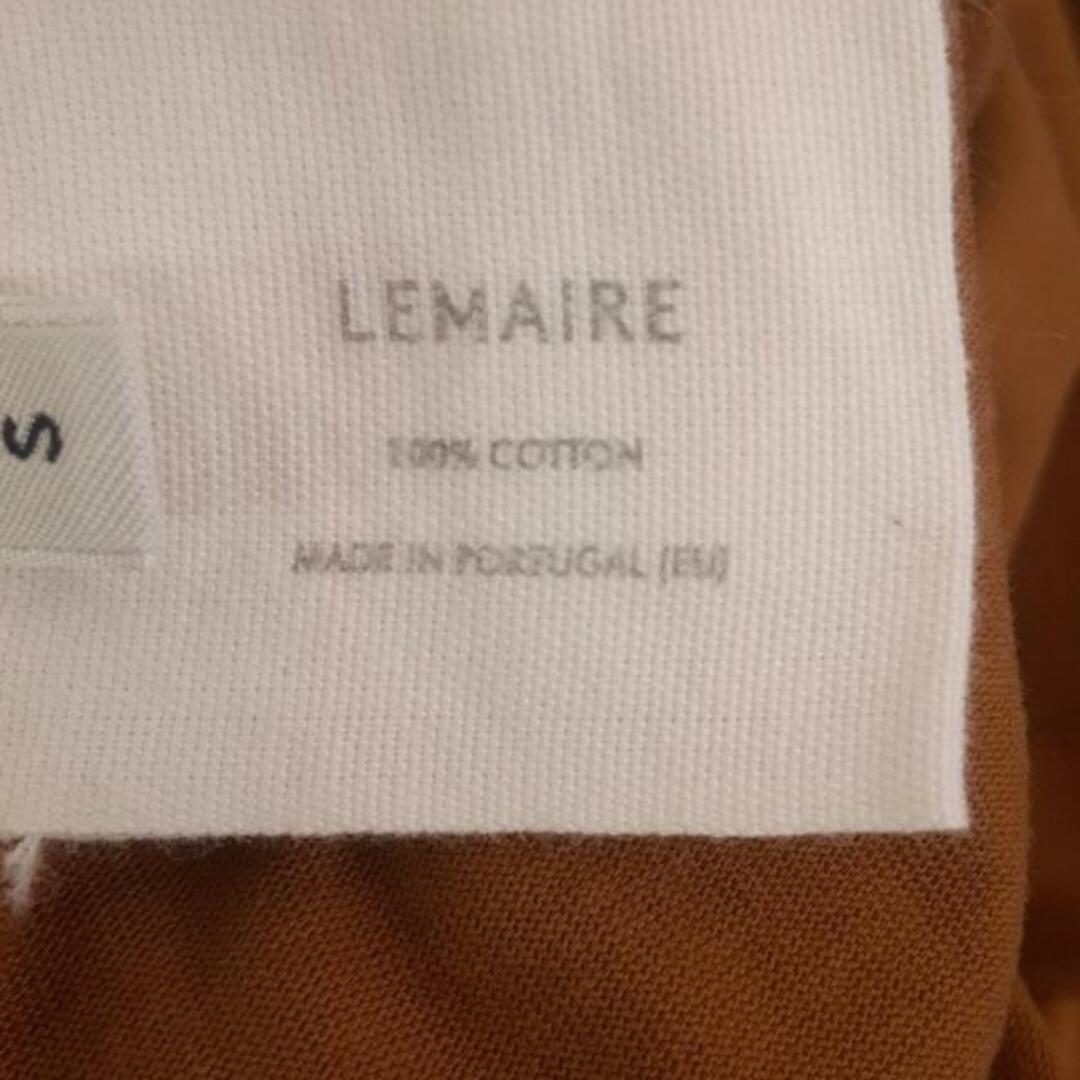 LEMAIRE
S
100% COTTON
MADE IN PORTUGAL (EU)